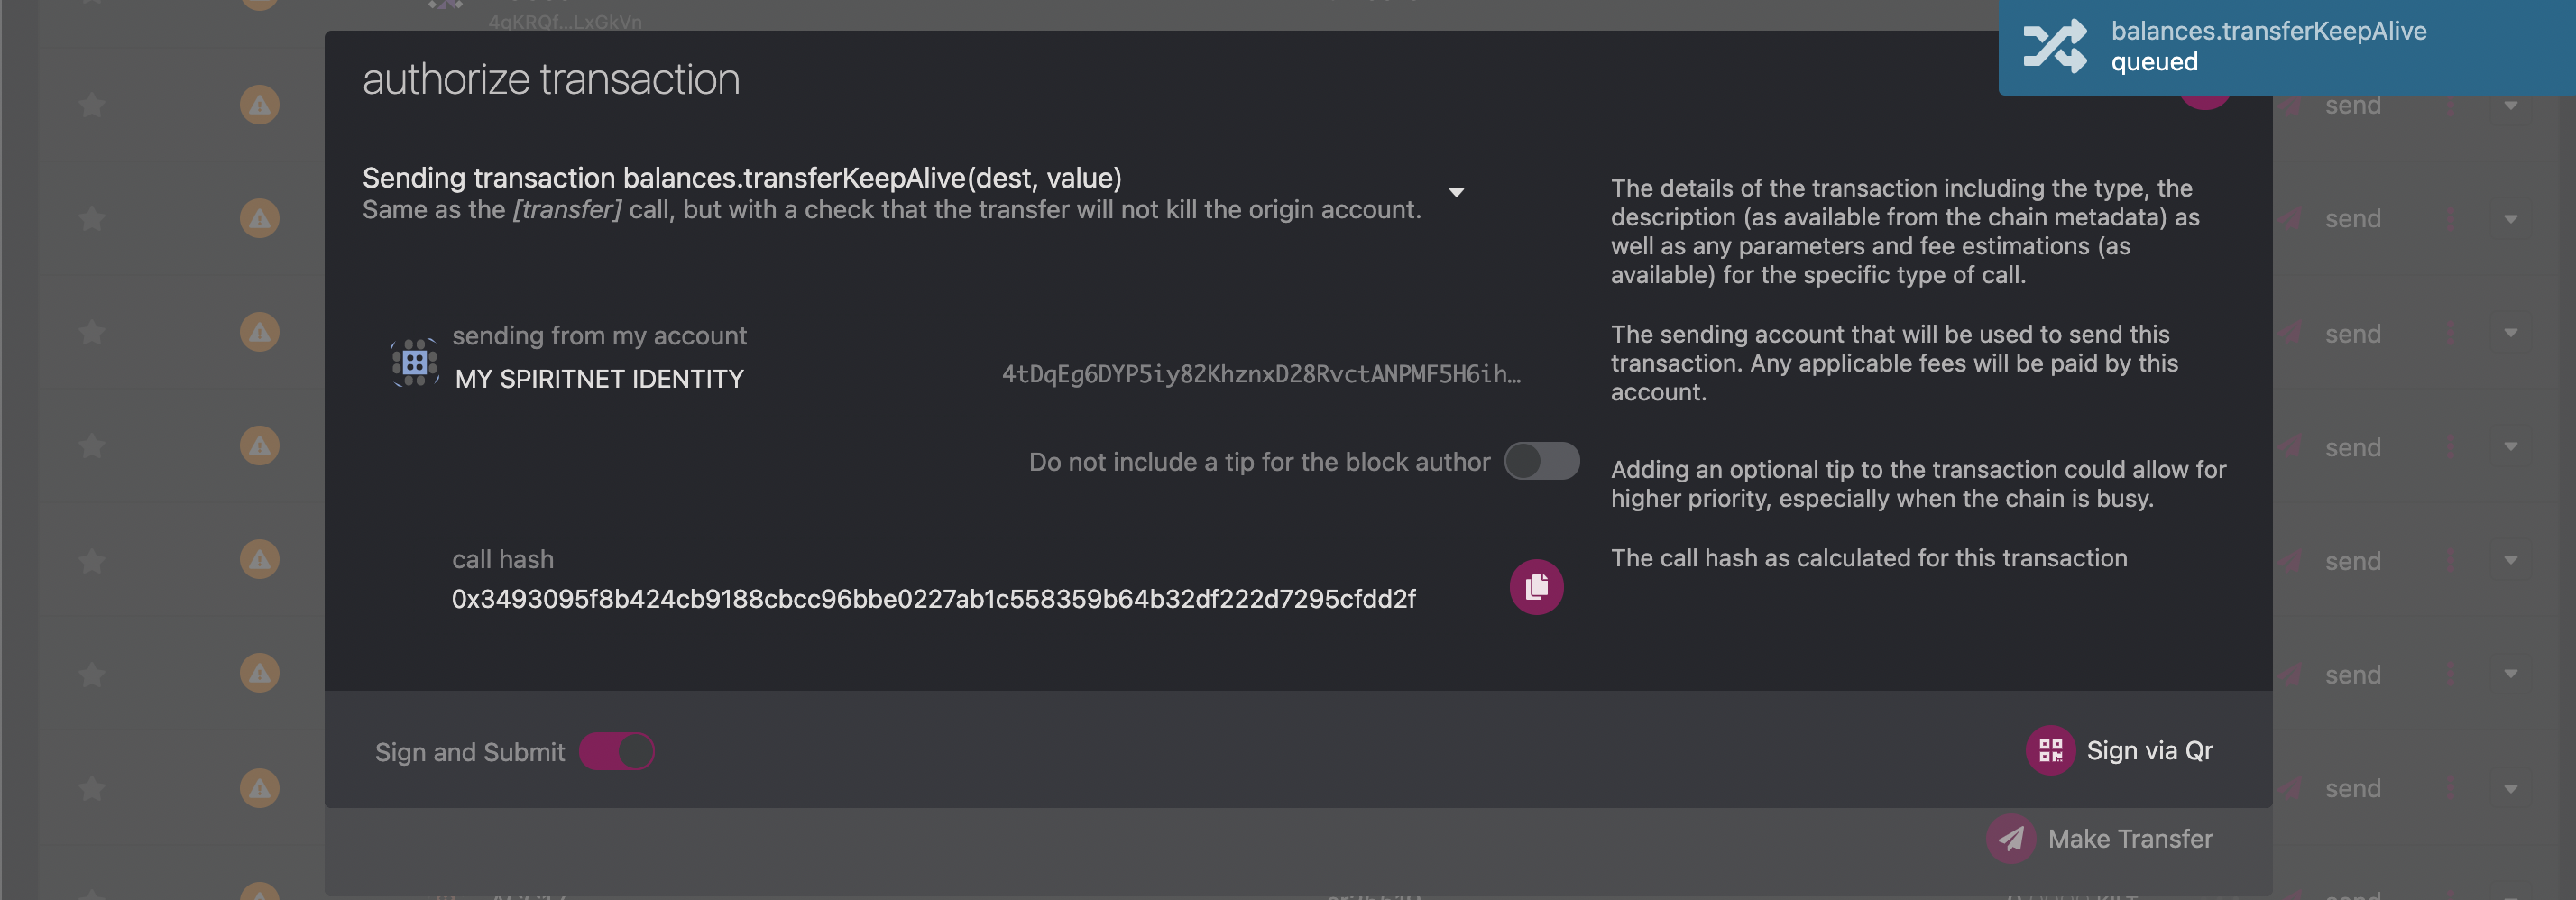 4qKRQf...LxGkVn
balances.transferKeepAlive
queued
authorize transaction
send
Sending transaction balances.transferKeepAlive(dest, value)
Same as the [transfer] call, but with a check that the transfer will not kill the origin account.
The details of the transaction including the type, the
description (as available from the chain metadata) as
well as any parameters and fee estimations (as
available) for the specific type of call.
send
sending from my account
MY SPIRITNET IDENTITY
4tDqEg6DYP5iy82KhznxD28RvctANPMF5H6ih…
The sending account that will be used to send this
transaction. Any applicable fees will be paid by this
account.
send
Do not include a tip for the block author
Adding an optional tip to the transaction could allow for
higher priority, especially when the chain is busy.
send
call hash
0x3493095f8b424cb9188cbcc96bbe0227ab1c558359b64b32df222d7295cfdd2f
The call hash as calculated for this transaction
send
send
Sign and Submit
Sign via Qr
send
Make Transfer